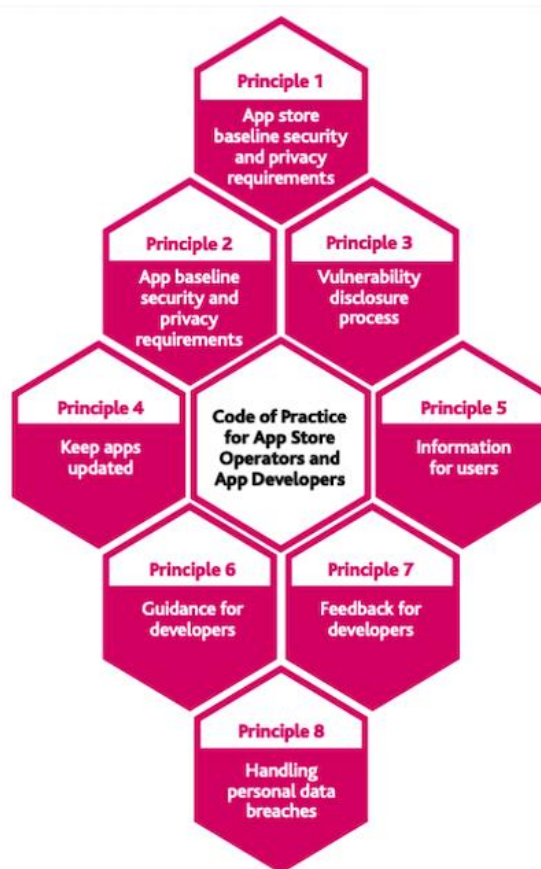 Principle 1
App store
baseline security
and privacy
requirements
Principle 2
App baseline
security and
privacy
requirements
Principle 3
Vulnerability
disclosure
process
Principle 4
Keep apps
updated
Code of Practice
for App Store
Operators and
App Developers
Principle 5
Information
for users
Principle 6
Guidance for
developers
Principle 7
Feedback for
developers
Principle 8
Handling
personal data
breaches